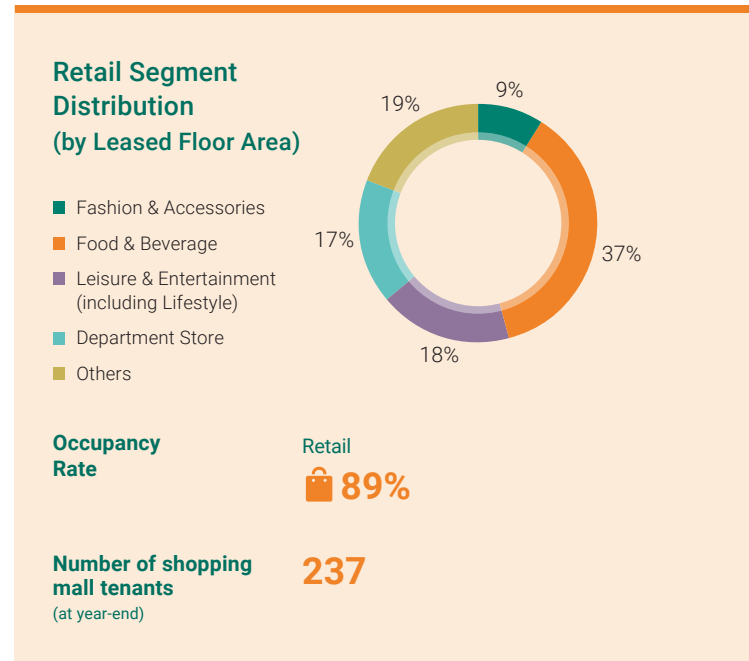 Retail Segment
Distribution
(by Leased Floor Area)
Fashion & Accessories
Food & Beverage
Leisure & Entertainment
(including Lifestyle)
Department Store
Others
9%
37%
18%
17%
19%
Occupancy
Rate
Retail
89%
Number of shopping
mall tenants
(at year-end)
237